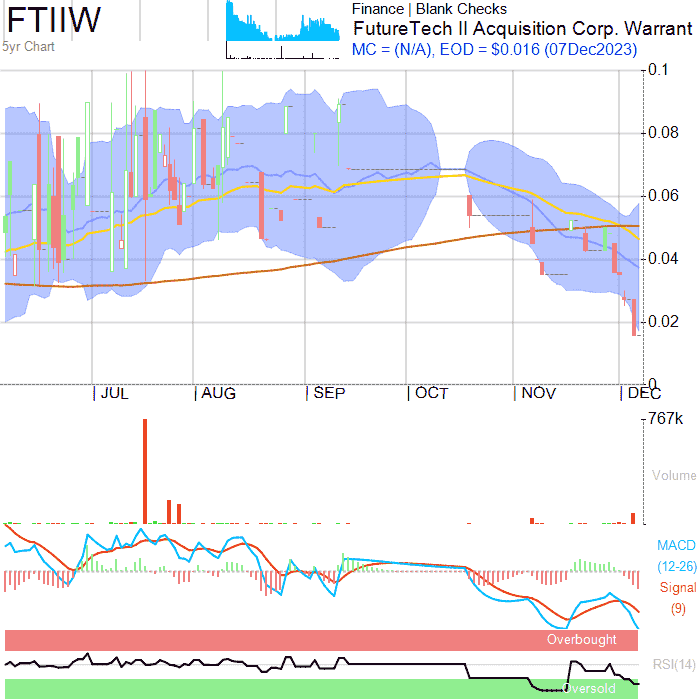 FTIIW
5yr Chart
Finance | Blank Checks
FutureTech II Acquisition Corp. Warrant
MC = (N/A), EOD = $0.016 (07Dec2023)
0.1
0.08
0.06
0.04
0.02
0
JUL AUG SEP OCT NOV DEC
767k
Volume
MACD
(12-26)
Signal
(9)
Overbought
RSI(14)
Oversold